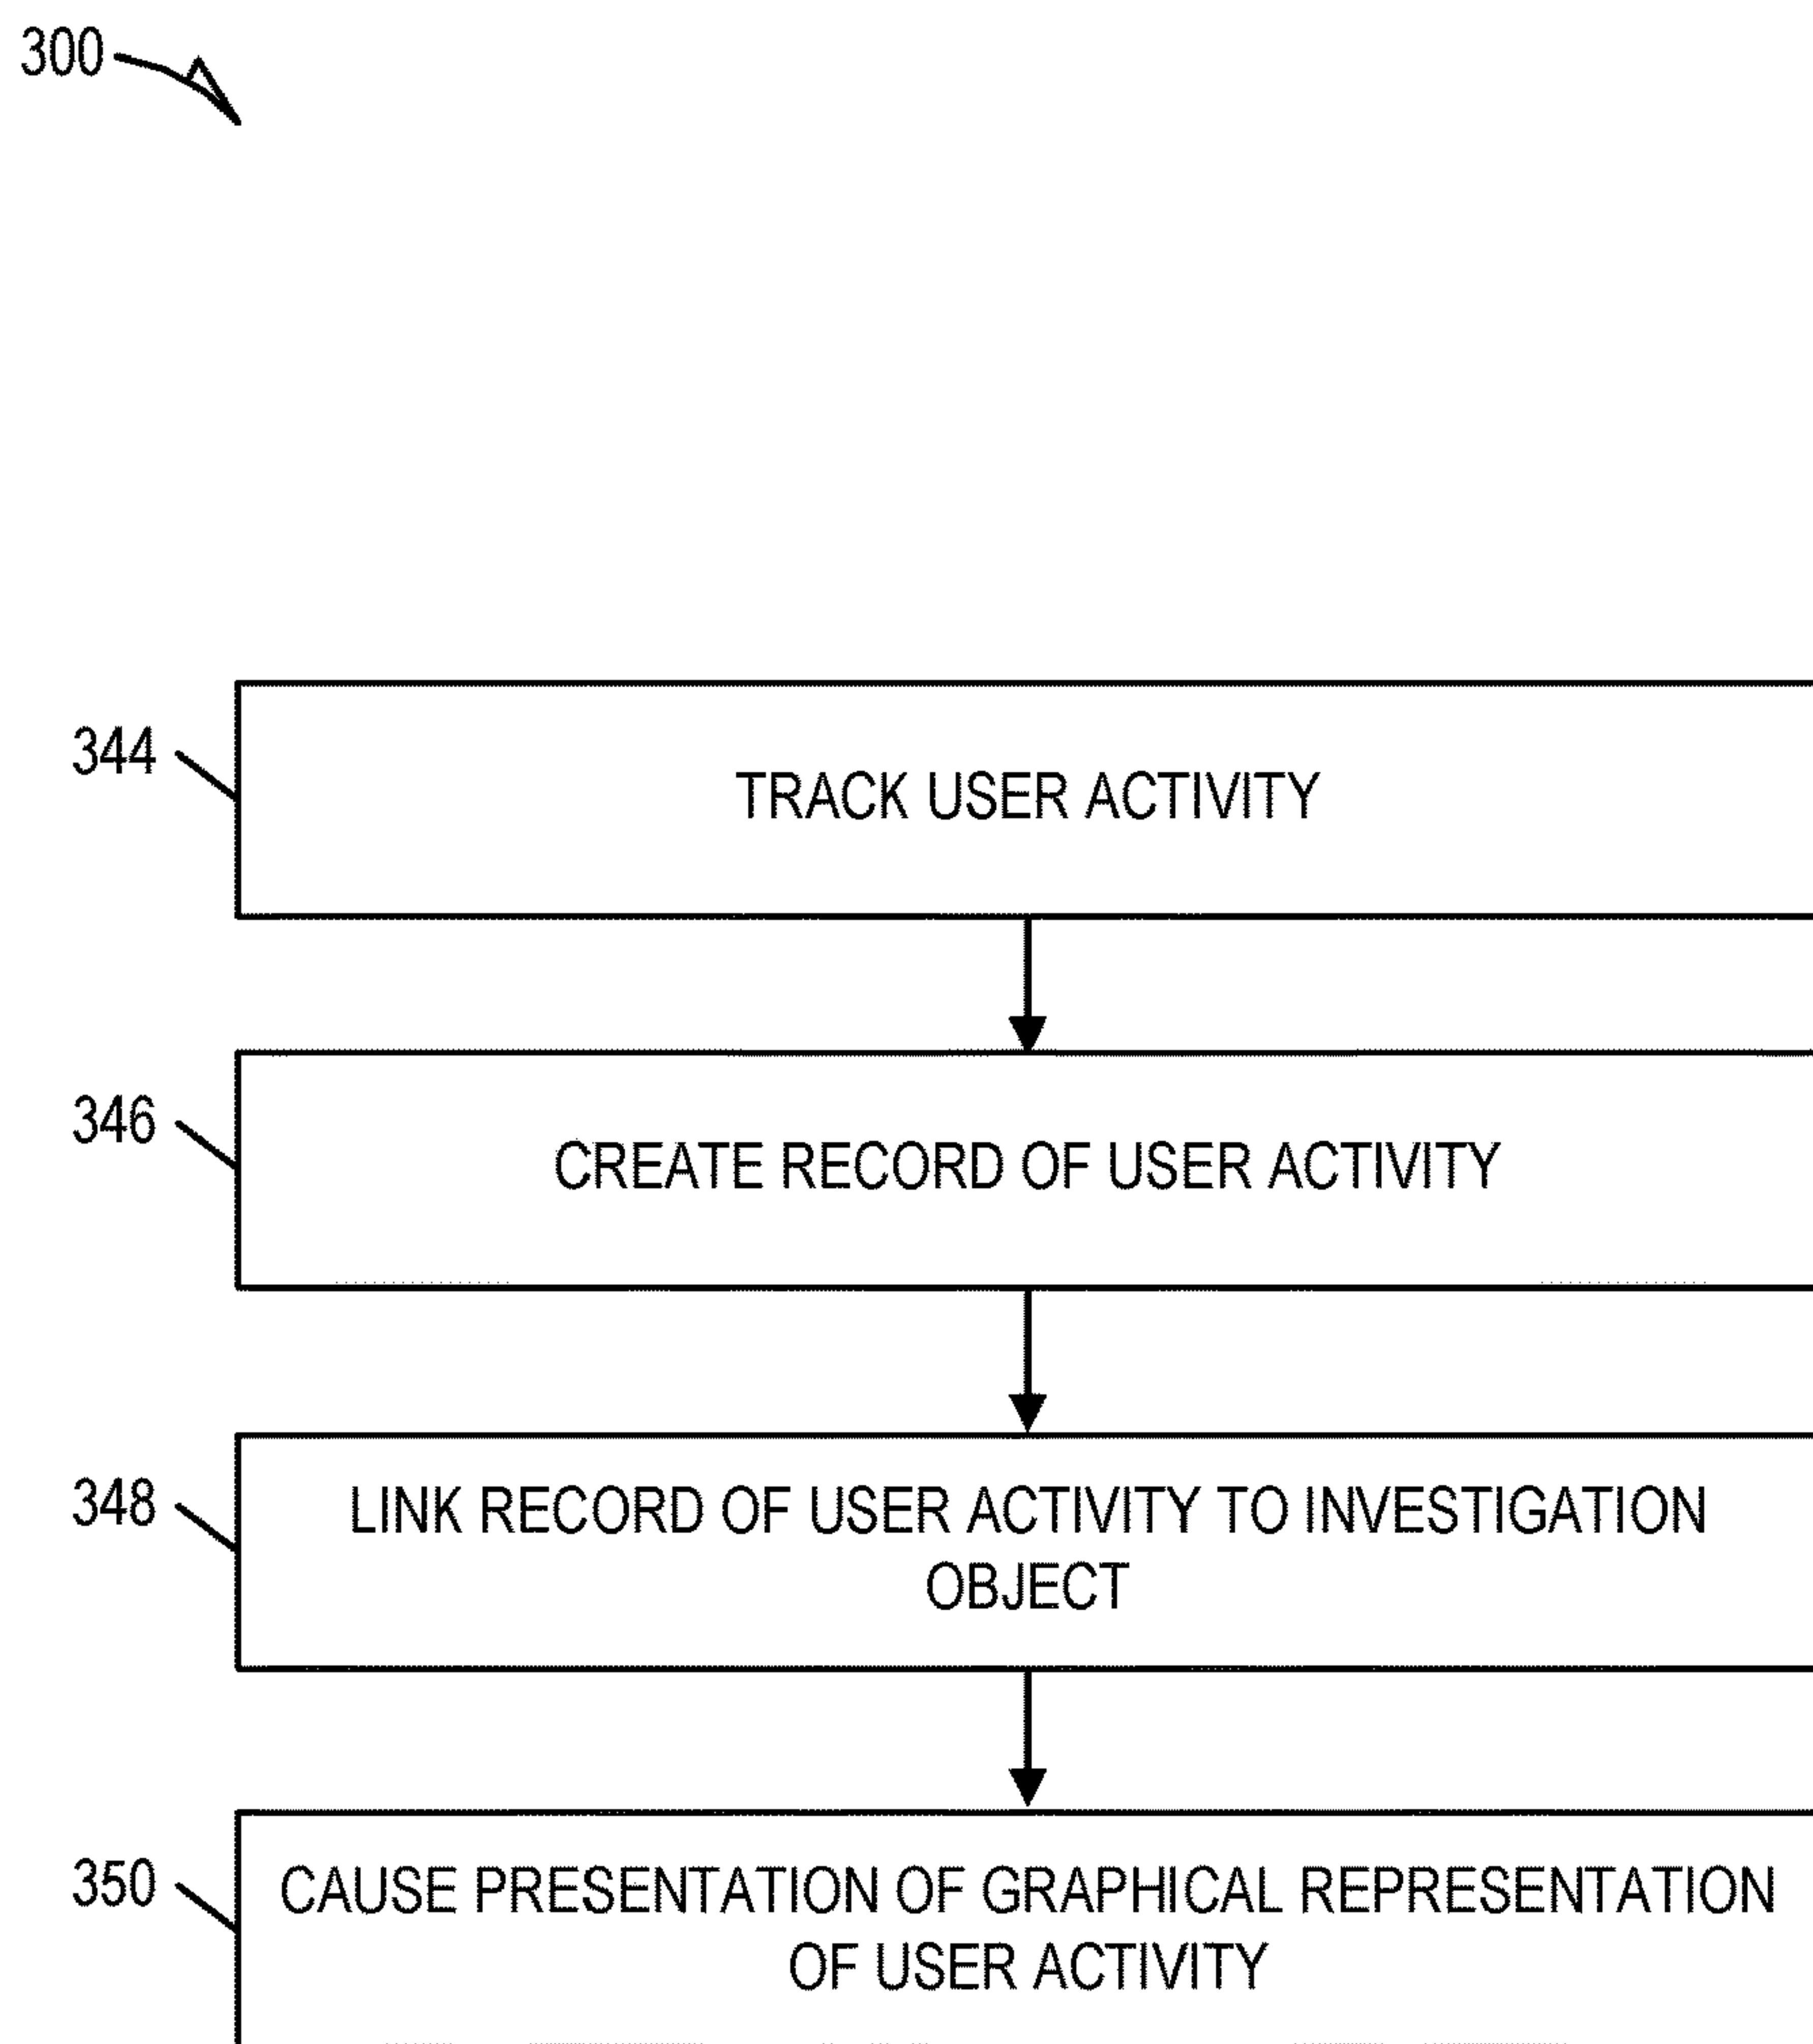 300
344
TRACK USER ACTIVITY
346
CREATE RECORD OF USER ACTIVITY
348
LINK RECORD OF USER ACTIVITY TO INVESTIGATION
OBJECT
350
CAUSE PRESENTATION OF GRAPHICAL REPRESENTATION
OF USER ACTIVITY